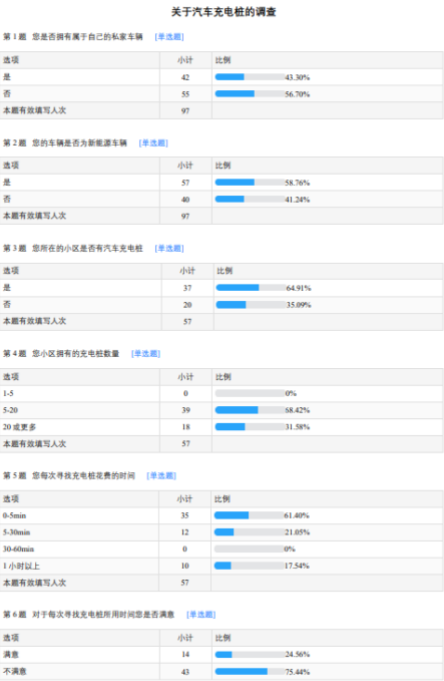 关于汽车充电桩的调查
第 1 题 您是否拥有属于自己的私家车辆 [单选题]
选项 小计 比例
是 42 43.30%
否 55 56.70%
本题有效填写人次 97
第 2 题 您的车辆是否为新能源车辆 [单选题]
选项 小计 比例
是 57 58.76%
否 40 41.24%
本题有效填写人次 97
第 3 题 您所在的小区是否有汽车充电桩 [单选题]
选项 小计 比例
是 37 64.91%
否 20 35.09%
本题有效填写人次 57
第 4 题 您小区拥有的充电桩数量 [单选题]
选项 小计 比例
1-5 0 0%
5-20 39 68.42%
20 或更多 18 31.58%
本题有效填写人次 57
第 5 题 您每次寻找充电桩花费的时间 [单选题]
选项 小计 比例
0-5min 35 61.40%
5-30min 12 21.05%
30-60min 0 0%
1 小时以上 10 17.54%
本题有效填写人次 57
第 6 题 对于每次寻找充电桩所用时间您是否满意 [单选题]
选项 小计 比例
满意 14 24.56%
不满意 43 75.44%